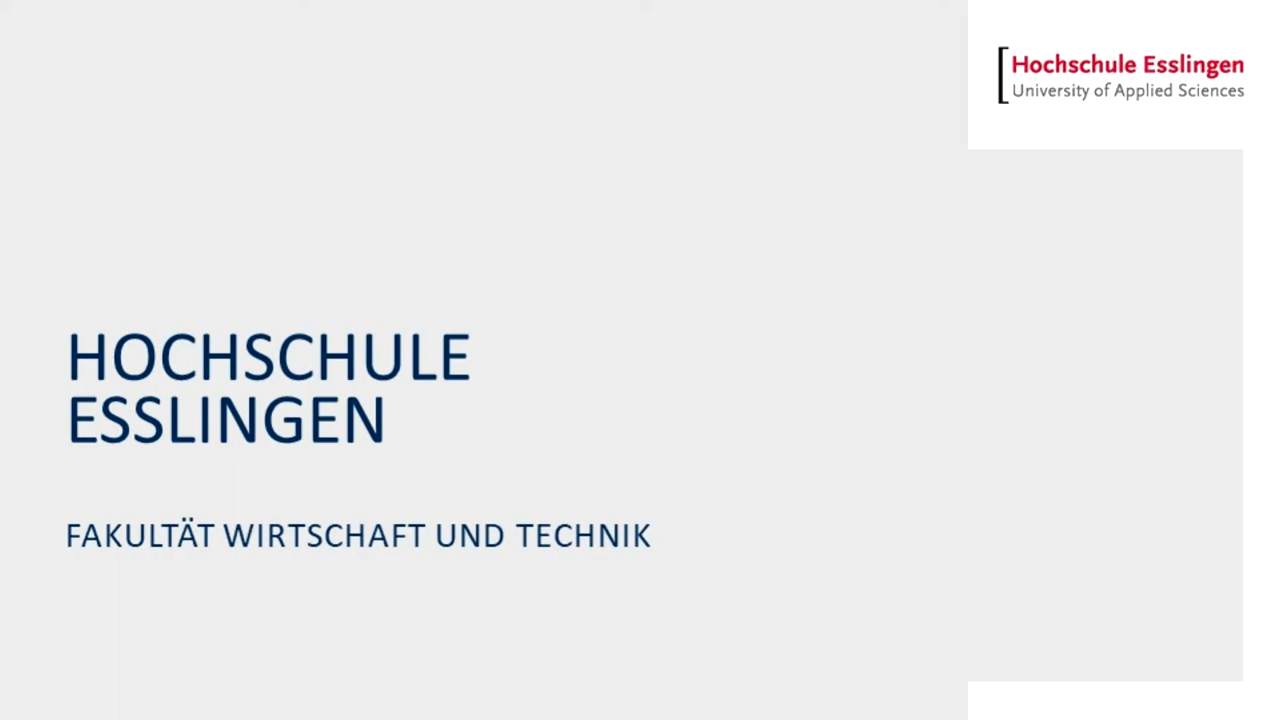 Hochschule Esslingen
University of Applied Sciences
HOCHSCHULE
ESSLINGEN
FAKULTÄT WIRTSCHAFT UND TECHNIK